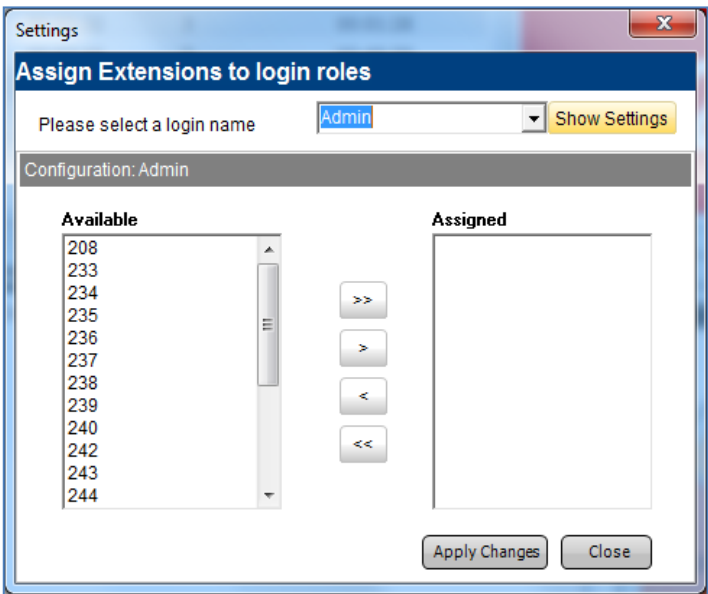 Settings
Assign Extensions to login roles
Please select a login name
Admin
Show Settings
Configuration: Admin
Available
Assigned
208
233
234
235
236
237
238
239
240
242
243
244
>>
>
<
<<
Apply Changes
Close